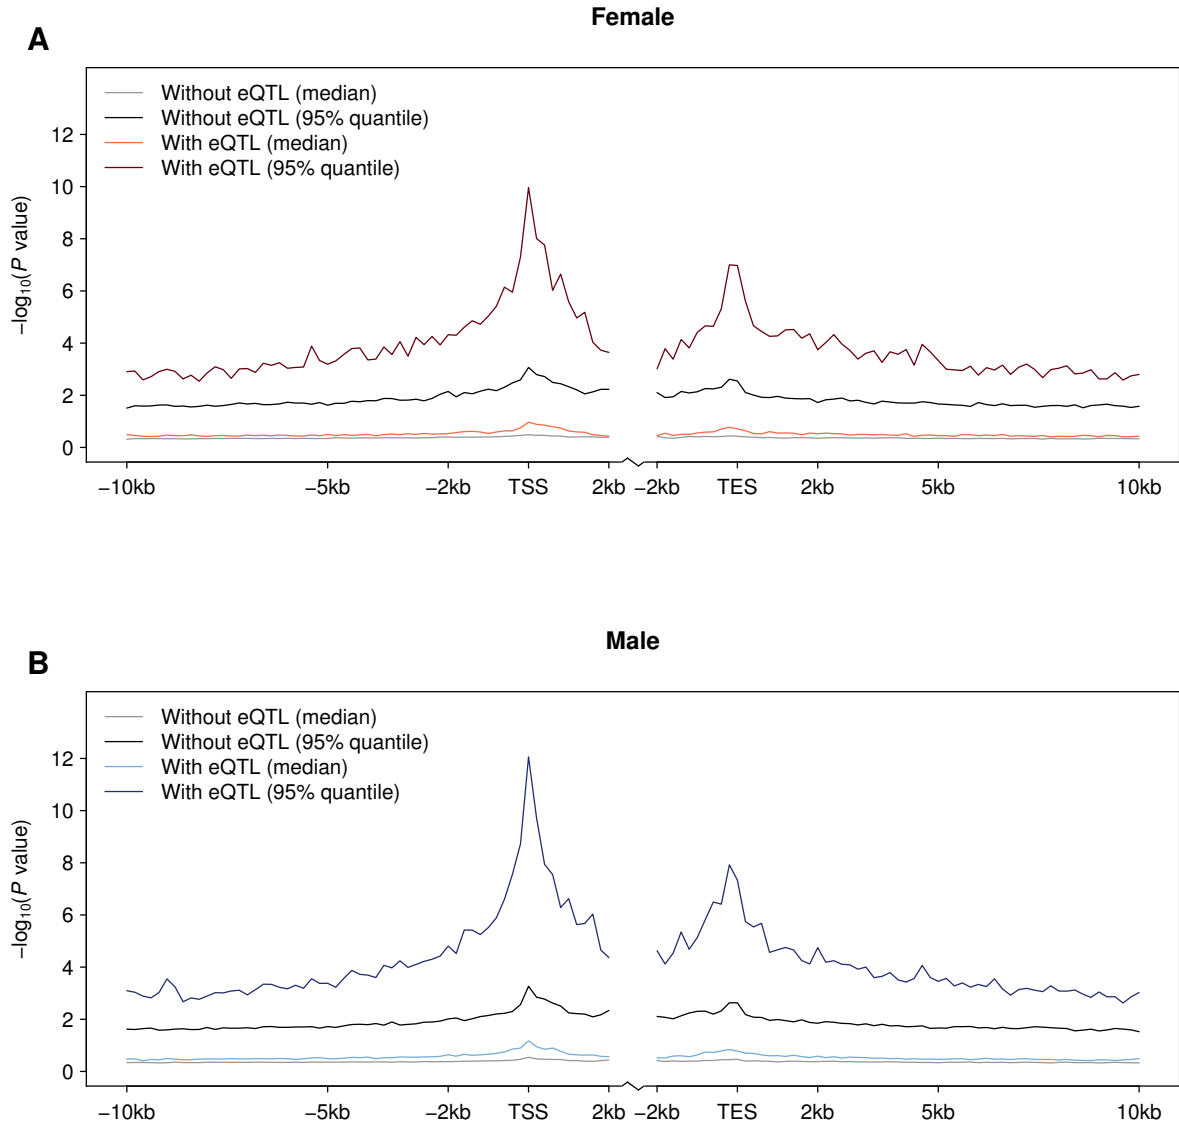 Female
A
Without eQTL (median)
Without eQTL (95% quantile)
With eQTL (median)
With eQTL (95% quantile)
−log10(P value)
12
10
8
6
4
2
0
−10kb −5kb −2kb TSS 2kb −2kb TES 2kb 5kb 10kb
Male
B
Without eQTL (median)
Without eQTL (95% quantile)
With eQTL (median)
With eQTL (95% quantile)
−log10(P value)
12
10
8
6
4
2
0
−10kb −5kb −2kb TSS 2kb −2kb TES 2kb 5kb 10kb